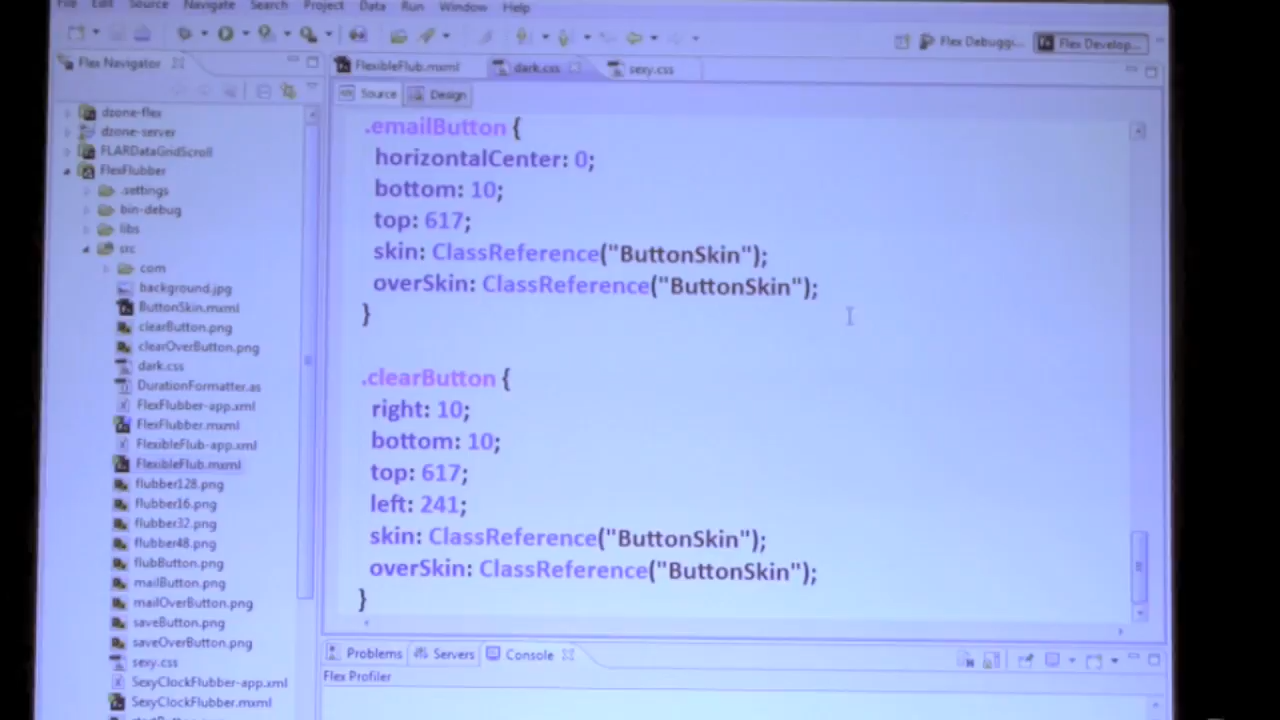 File Edit Source Navigate Search Project Data Run Window Help
Flex Debuggi... Flex Develop...
Flex Navigator
FlexibleFlub.mxml dark.css sexy.css
Source Design
dzone-flex
dzone-server
FLARDataGridScroll
FlexFlubber
.settings
bin-debug
libs
src
com
background.jpg
ButtonSkin.mxml
clearButton.png
clearOverButton.png
dark.css
DurationFormatter.as
FlexFlubber-app.xml
FlexFlubber.mxml
FlexibleFlub-app.xml
FlexibleFlub.mxml
flubber128.png
flubber16.png
flubber32.png
flubber48.png
flubButton.png
mailButton.png
mailOverButton.png
saveButton.png
saveOverButton.png
sexy.css
SexyClockFlubber-app.xml
SexyClockFlubber.mxml
.emailButton {
horizontalCenter: 0;
bottom: 10;
top: 617;
skin: ClassReference("ButtonSkin");
overSkin: ClassReference("ButtonSkin");
}
.clearButton {
right: 10;
bottom: 10;
top: 617;
left: 241;
skin: ClassReference("ButtonSkin");
overSkin: ClassReference("ButtonSkin");
}
Problems Servers Console
Flex Profiler